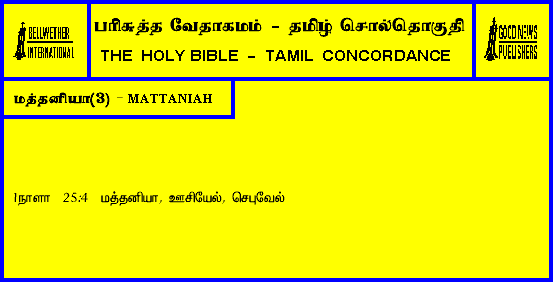 BELLWETHER
INTERNATIONAL
பரிசுத்த வேதாகமம் - தமிழ் சொல்தொகுதி
THE HOLY BIBLE - TAMIL CONCORDANCE
GOOD NEWS
PUBLISHERS
மத்தனியா(3) - MATTANIAH
1நாளா 25:4 மத்தனியா, ஊசியேல், செபுவேல்